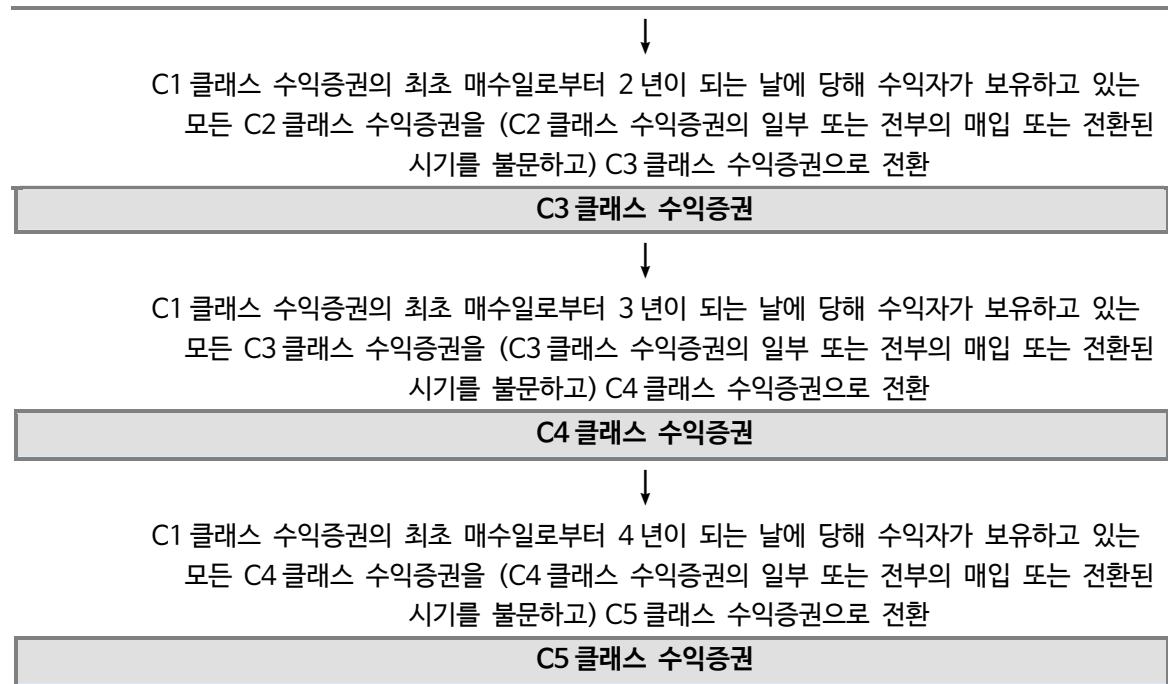 ↓
C1 클래스 수익증권의 최초 매수일로부터 2 년이 되는 날에 당해 수익자가 보유하고 있는
모든 C2 클래스 수익증권을 (C2 클래스 수익증권의 일부 또는 전부의 매입 또는 전환된
시기를 불문하고) C3 클래스 수익증권으로 전환
C3 클래스 수익증권
↓
C1 클래스 수익증권의 최초 매수일로부터 3 년이 되는 날에 당해 수익자가 보유하고 있는
모든 C3 클래스 수익증권을 (C3 클래스 수익증권의 일부 또는 전부의 매입 또는 전환된
시기를 불문하고) C4 클래스 수익증권으로 전환
C4 클래스 수익증권
↓
C1 클래스 수익증권의 최초 매수일로부터 4 년이 되는 날에 당해 수익자가 보유하고 있는
모든 C4 클래스 수익증권을 (C4 클래스 수익증권의 일부 또는 전부의 매입 또는 전환된
시기를 불문하고) C5 클래스 수익증권으로 전환
C5 클래스 수익증권